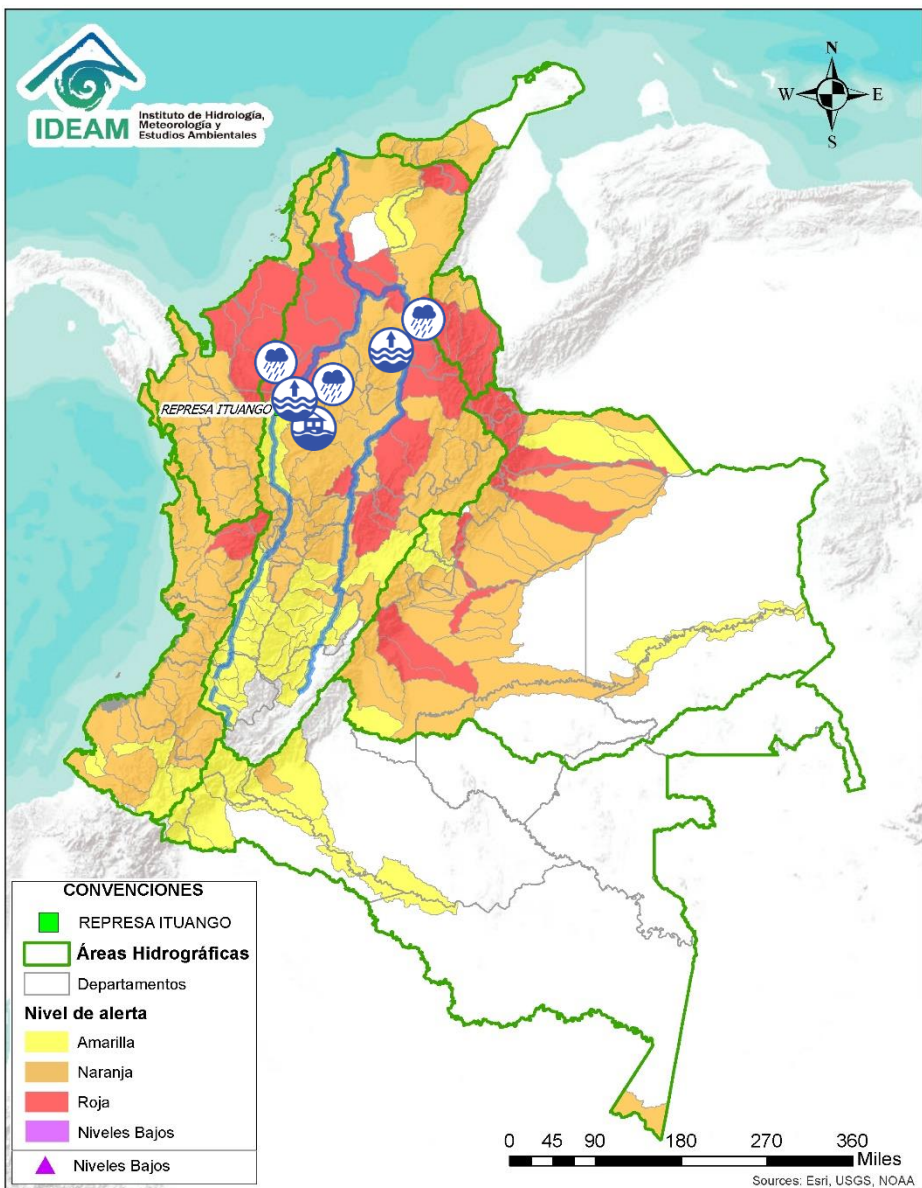 IDEAM
Instituto de Hidrología,
Meteorología y
Estudios Ambientales
N
W
E
S
REPRESA ITUANGO
CONVENCIONES
REPRESA ITUANGO
Áreas Hidrográficas
Departamentos
Nivel de alerta
Amarilla
Naranja
Roja
Niveles Bajos
Niveles Bajos
0 45 90 180 270 360
Miles
Sources: Esri, USGS, NOAA